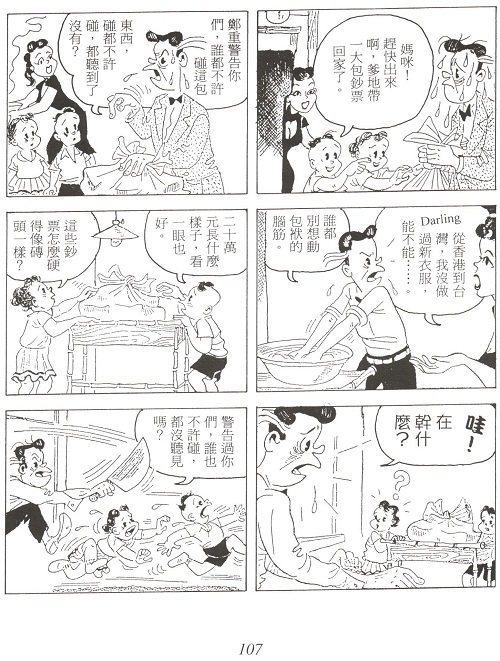 媽咪！
趕快出來
啊，爹地帶
一大包鈔票
回家了。
鄭重警告你
們，誰都不許
碰這包
東西，
碰都不許
碰，都聽到了
沒有？
Darling
從香港到台
灣，我沒做
過新衣服，
能不能……。
誰都
別想動
包袱的
腦筋。
二十萬
元長什麼
樣子，看
一眼也
好。
這些鈔
票怎麼硬
得像磚
頭一樣？
哇！
在
幹什
麼？
?
警告過你
們，誰也
不許碰，
都沒聽見
嗎？
107